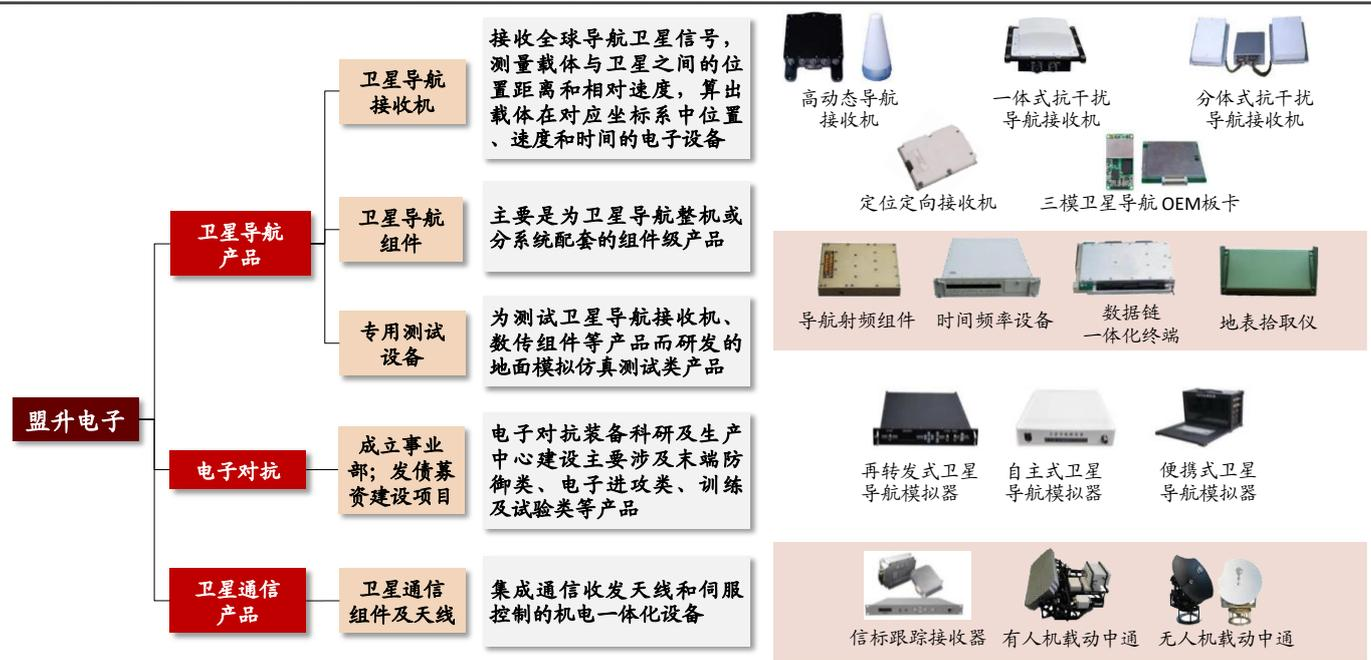 盟升电子
卫星导航
产品
电子对抗
卫星通信
产品
卫星导航
接收机
卫星导航
组件
专用测试
设备
成立事业
部；发债募
资建设项目
卫星通信
组件及天线
接收全球导航卫星信号，
测量载体与卫星之间的位
置距离和相对速度，算出
载体在对应坐标系中位置
、速度和时间的电子设备
主要是为卫星导航整机或
分系统配套的组件级产品
为测试卫星导航接收机、
数传组件等产品而研发的
地面模拟仿真测试类产品
电子对抗装备科研及生产
中心建设主要涉及末端防
御类、电子进攻类、训练
及试验类等产品
集成通信收发天线和伺服
控制的机电一体化设备
高动态导航
接收机
一体式抗干扰
导航接收机
分体式抗干扰
导航接收机
定位定向接收机
三模卫星导航OEM板卡
导航射频组件
时间频率设备
数据链
一体化终端
地表拾取仪
再转发式卫星
导航模拟器
自主式卫星
导航模拟器
便携式卫星
导航模拟器
信标跟踪接收器
有人机载动中通
无人机载动中通